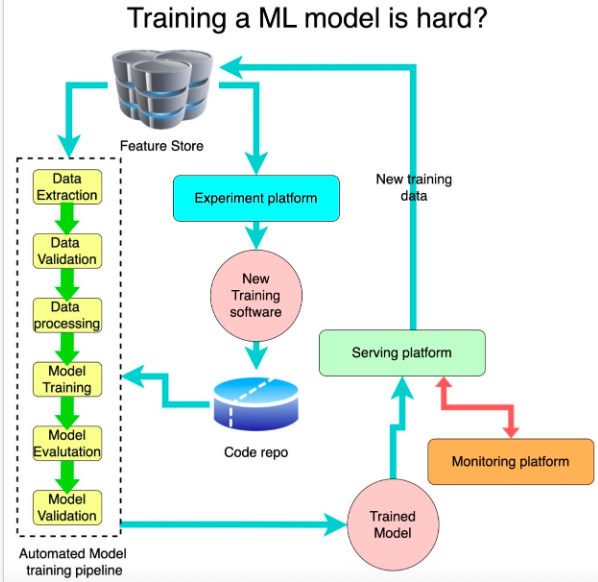 Training a ML model is hard?
Feature Store
Data
Extraction
Data
Validation
Data
processing
Model
Training
Model
Evalutation
Model
Validation
Automated Model
training pipeline
Experiment platform
New
Training
software
Code repo
New training
data
Serving platform
Monitoring platform
Trained
Model